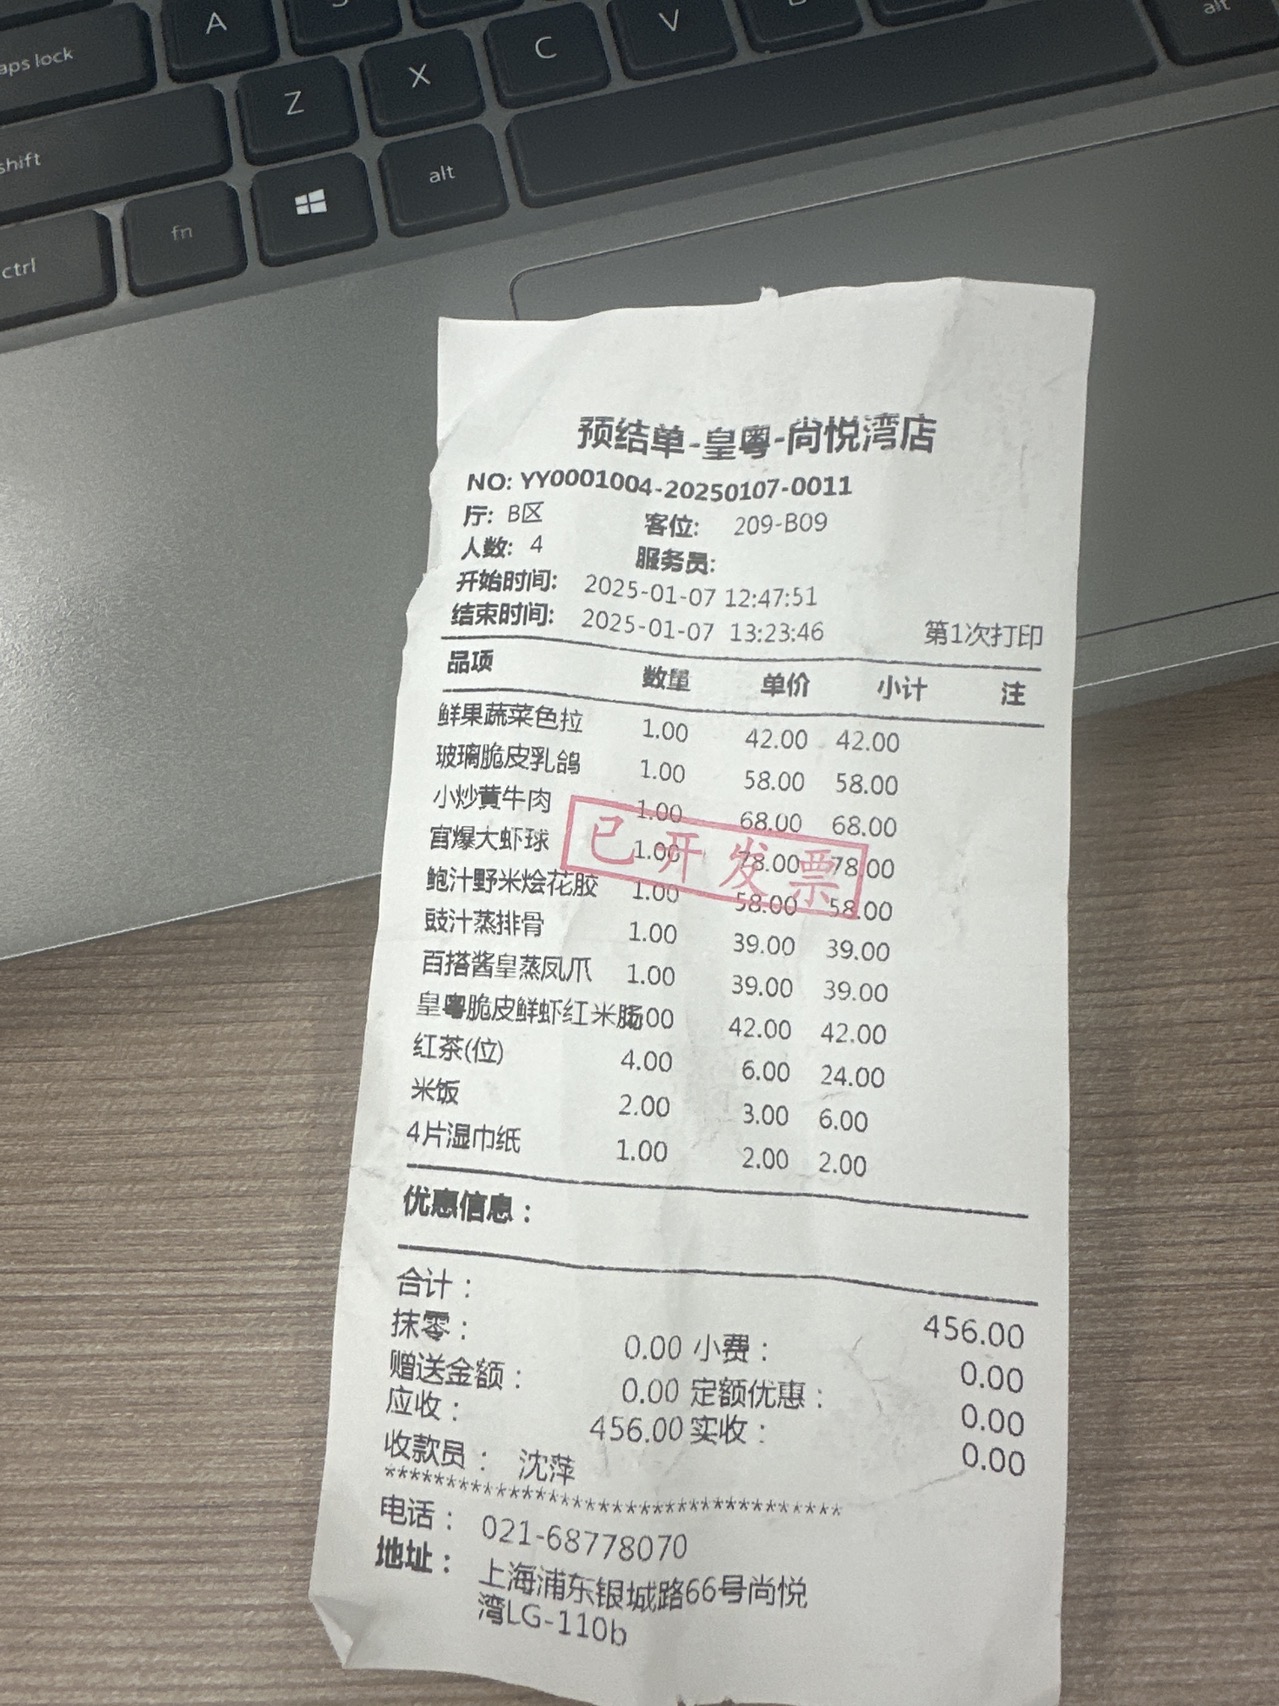 A
S
aps lock
Z
X
C
V
B
alt
shift
alt
fn
ctrl
预结单-皇粤-尚悦湾店
NO: YY0001004-20250107-0011
厅: B区 客位: 209-B09
人数: 4 服务员:
开始时间: 2025-01-07 12:47:51
结束时间: 2025-01-07 13:23:46 第1次打印
品项 数量 单价 小计 注
鲜果蔬菜色拉 1.00 42.00 42.00
玻璃脆皮乳鸽 1.00 58.00 58.00
小炒黄牛肉 1.00 68.00 68.00
宫爆大虾球 1.00 78.00 78.00
已开发票
鲍汁野米烩花胶 1.00 58.00 58.00
豉汁蒸排骨 1.00 39.00 39.00
百搭酱皇蒸凤爪 1.00 39.00 39.00
皇粤脆皮鲜虾红米肠 00 42.00 42.00
红茶(位) 4.00 6.00 24.00
米饭 2.00 3.00 6.00
4片湿巾纸 1.00 2.00 2.00
优惠信息：
合计： 456.00
抹零： 0.00 小费： 0.00
赠送金额： 0.00 定额优惠： 0.00
应收： 456.00 实收： 0.00
收款员： 沈萍
**************************************
电话： 021-68778070
地址： 上海浦东银城路66号尚悦
湾LG-110b